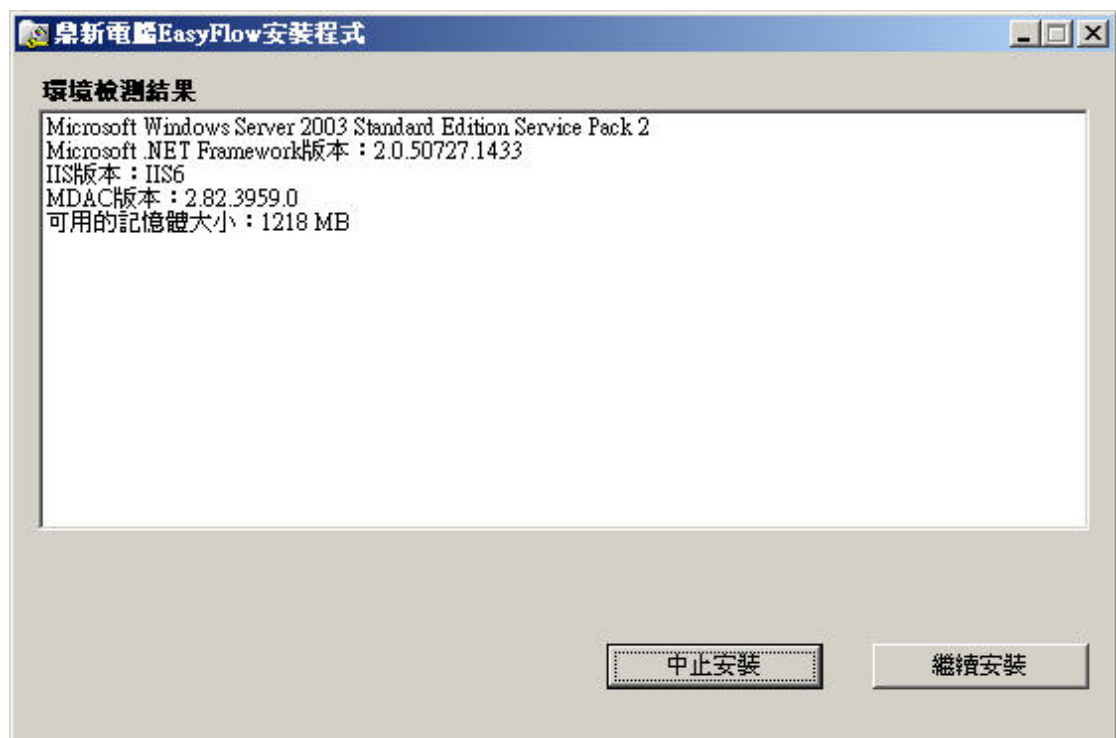 鼎新電腦EasyFlow安裝程式
環境檢測結果
Microsoft Windows Server 2003 Standard Edition Service Pack 2
Microsoft .NET Framework版本：2.0.50727.1433
IIS版本：IIS6
MDAC版本：2.82.3959.0
可用的記憶體大小：1218 MB
中止安裝
繼續安裝